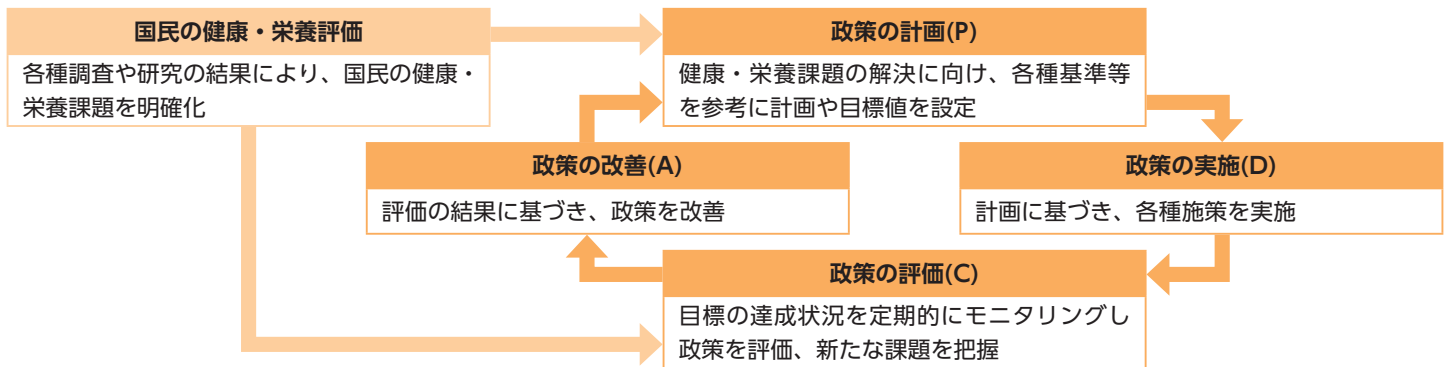 国民の健康・栄養評価
各種調査や研究の結果により、国民の健康・
栄養課題を明確化
政策の計画(P)
健康・栄養課題の解決に向け、各種基準等
を参考に計画や目標値を設定
政策の改善(A)
評価の結果に基づき、政策を改善
政策の実施(D)
計画に基づき、各種施策を実施
政策の評価(C)
目標の達成状況を定期的にモニタリングし
政策を評価、新たな課題を把握